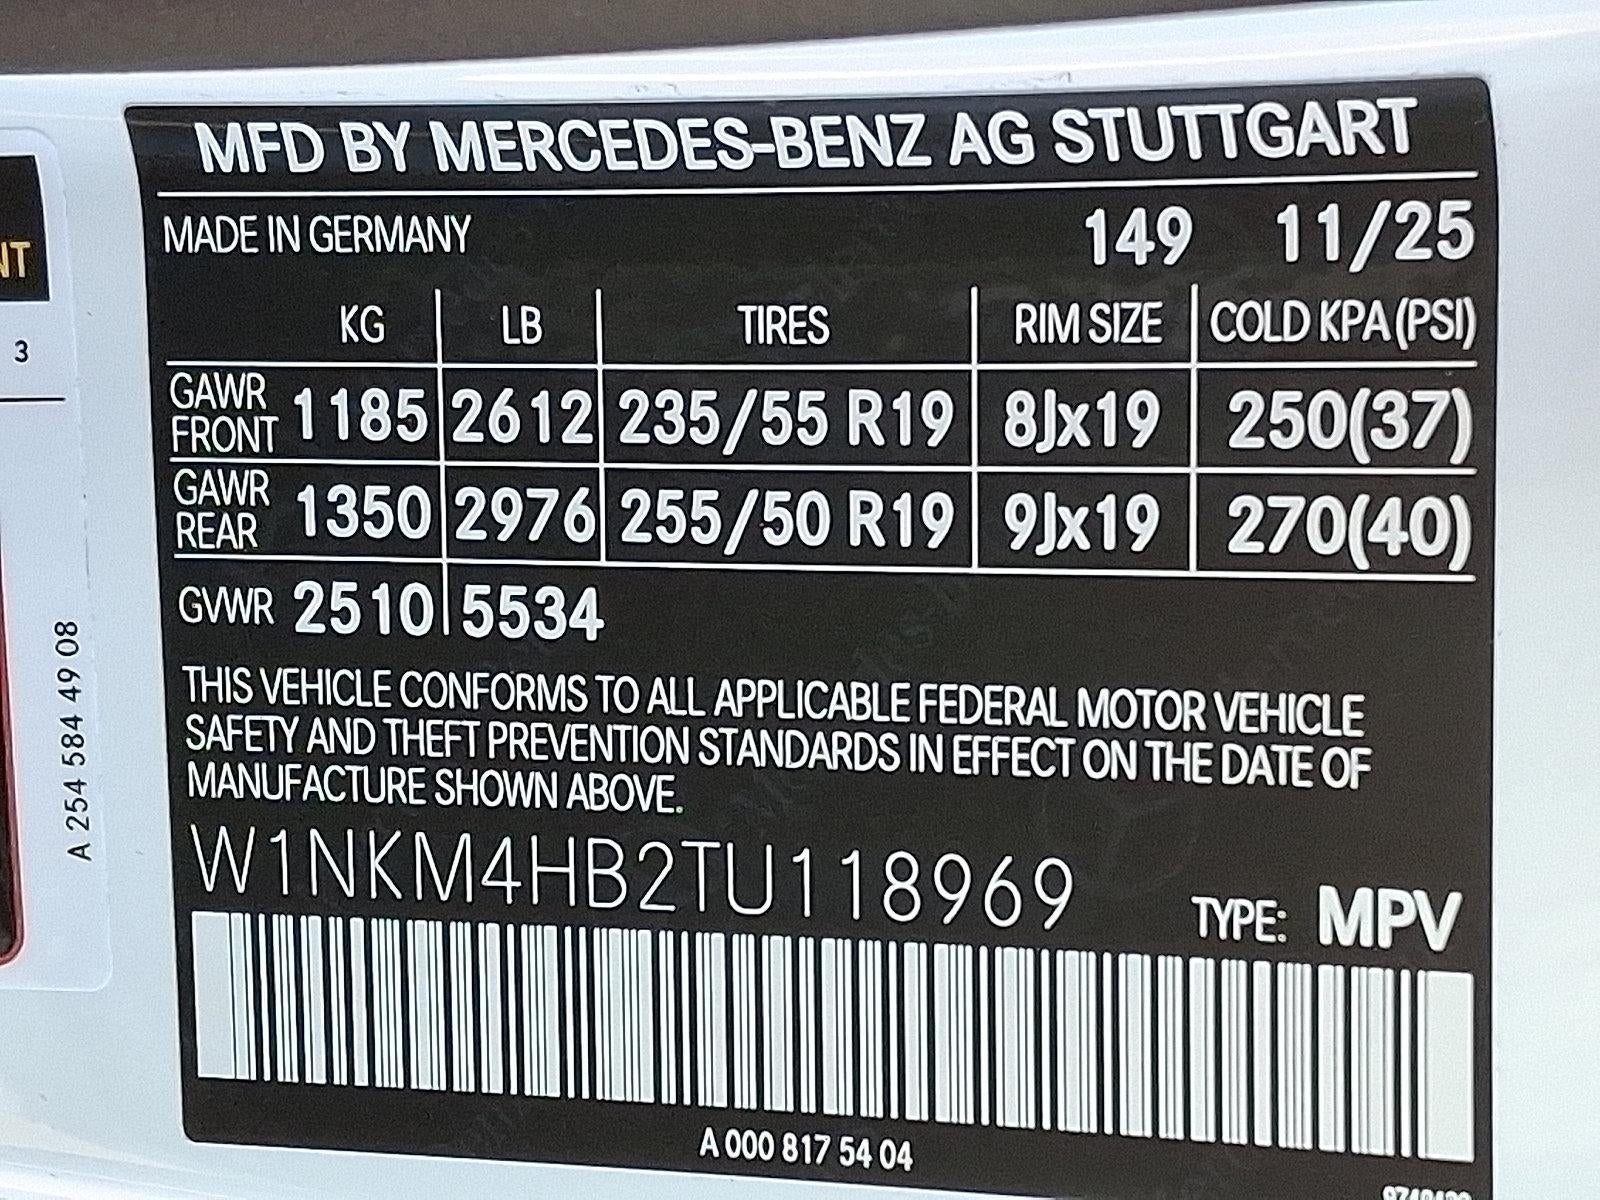 MFD BY MERCEDES-BENZ AG STUTTGART
MADE IN GERMANY 149 11/25
KG LB TIRES RIM SIZE COLD KPA(PSI)
GAWR FRONT 1185 2612 235/55 R19 8Jx19 250(37)
GAWR REAR 1350 2976 255/50 R19 9Jx19 270(40)
GVWR 2510 5534
THIS VEHICLE CONFORMS TO ALL APPLICABLE FEDERAL MOTOR VEHICLE
SAFETY AND THEFT PREVENTION STANDARDS IN EFFECT ON THE DATE OF
MANUFACTURE SHOWN ABOVE.
W1NKM4HB2TU118969 TYPE: MPV
A 000 817 54 04
NT
3
A 254 584 49 08